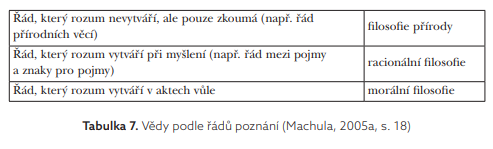 Řád, který rozum nevytváří, ale pouze zkoumá (např. řád
přírodních věcí)
filosofie přírody
Řád, který rozum vytváří při myšlení (např. řád mezi pojmy
a znaky pro pojmy)
racionální filosofie
Řád, který rozum vytváří v aktech vůle
morální filosofie
Tabulka 7. Vědy podle řádů poznání (Machula, 2005a, s. 18)